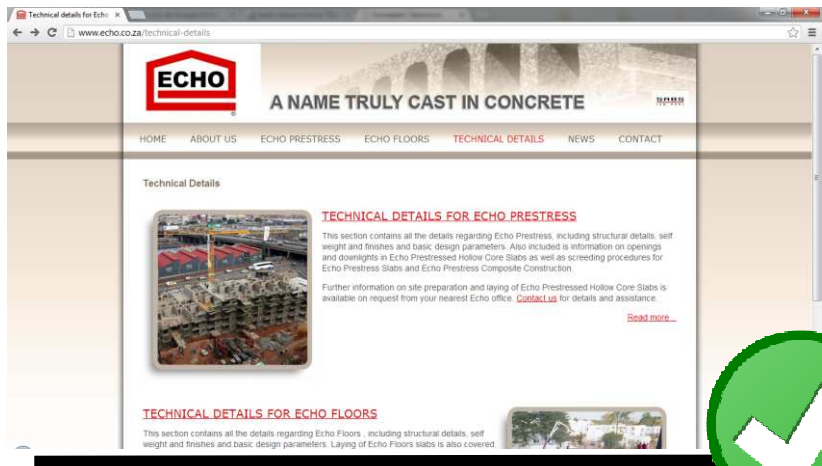 Technical details for Echo
www.echo.co.za/technical-details
ECHO
®
A NAME TRULY CAST IN CONCRETE
SABS
HOME ABOUT US ECHO PRESTRESS ECHO FLOORS TECHNICAL DETAILS NEWS CONTACT
Technical Details
TECHNICAL DETAILS FOR ECHO PRESTRESS
This section contains all the details regarding Echo Prestress, including structural details, self
weight and finishes and basic design parameters. Also included is information on openings
and downlights in Echo Prestressed Hollow Core Slabs as well as screeding procedures for
Echo Prestress Slabs and Echo Prestress Composite Construction.
Further information on site preparation and laying of Echo Prestressed Hollow Core Slabs is
available on request from your nearest Echo office. Contact us for details and assistance.
Read more...
TECHNICAL DETAILS FOR ECHO FLOORS
This section contains all the details regarding Echo Floors , including structural details, self
weight and finishes and basic design parameters. Laying of Echo Floors slabs is also covered.